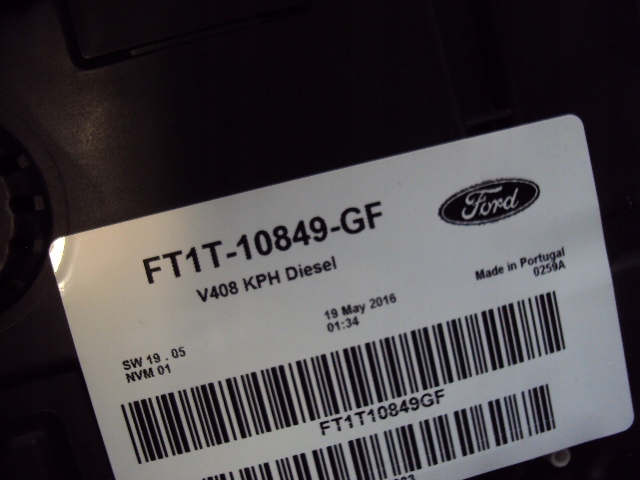 Ford
FT1T-10849-GF
V408 KPH Diesel
Made in Portugal
0259A
19 May 2016
01:34
SW 19 . 05
NVM 01
FT1T10849GF